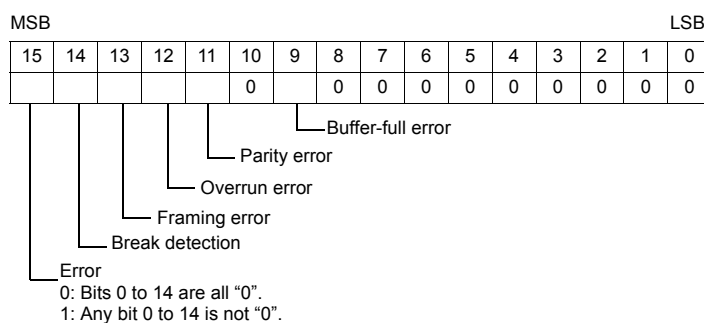 MSB LSB
15 14 13 12 11 10 9 8 7 6 5 4 3 2 1 0
0 0 0 0 0 0 0 0 0 0
Buffer-full error
Parity error
Overrun error
Framing error
Break detection
Error
0: Bits 0 to 14 are all “0”.
1: Any bit 0 to 14 is not “0”.